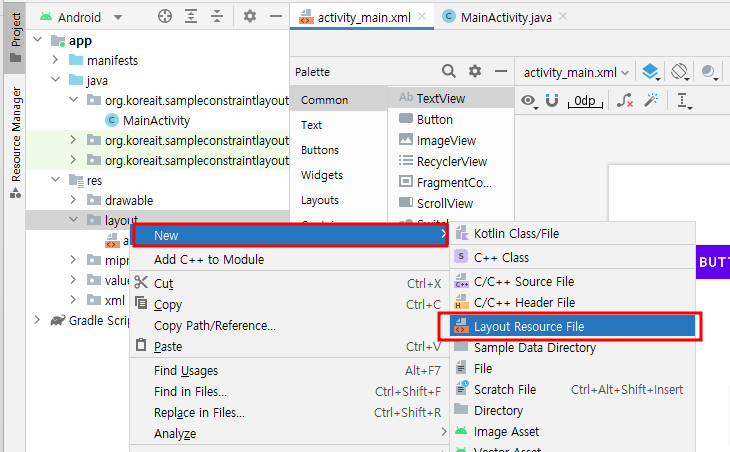 Project
Resource Manager
Android
app
manifests
java
org.koreait.sampleconstraintlayout
MainActivity
org.koreait.sampleconstraintlayout
org.koreait.sampleconstraintlayout
res
drawable
layout
a
mipr
value
xml
Gradle Scrip
activity_main.xml
MainActivity.java
Palette
Common
Text
Buttons
Widgets
Layouts
Ab TextView
Button
ImageView
RecyclerView
FragmentCo...
ScrollView
activity_main.xml
0dp
BUTT
New
Add C++ to Module
Cut Ctrl+X
Copy Ctrl+C
Copy Path/Reference...
Paste Ctrl+V
Find Usages Alt+F7
Find in Files... Ctrl+Shift+F
Replace in Files... Ctrl+Shift+R
Analyze
Kotlin Class/File
S C++ Class
C++ C/C++ Source File
H C/C++ Header File
Layout Resource File
Sample Data Directory
File
Scratch File Ctrl+Alt+Shift+Insert
Directory
Image Asset
Vector Asset